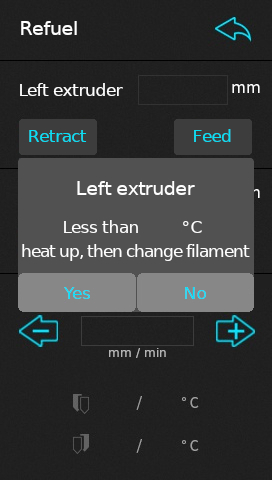 Refuel
Left extruder mm
Retract Feed
m
Left extruder
Less than °C
heat up, then change filament
Yes No
mm / min
/ °C
/ °C